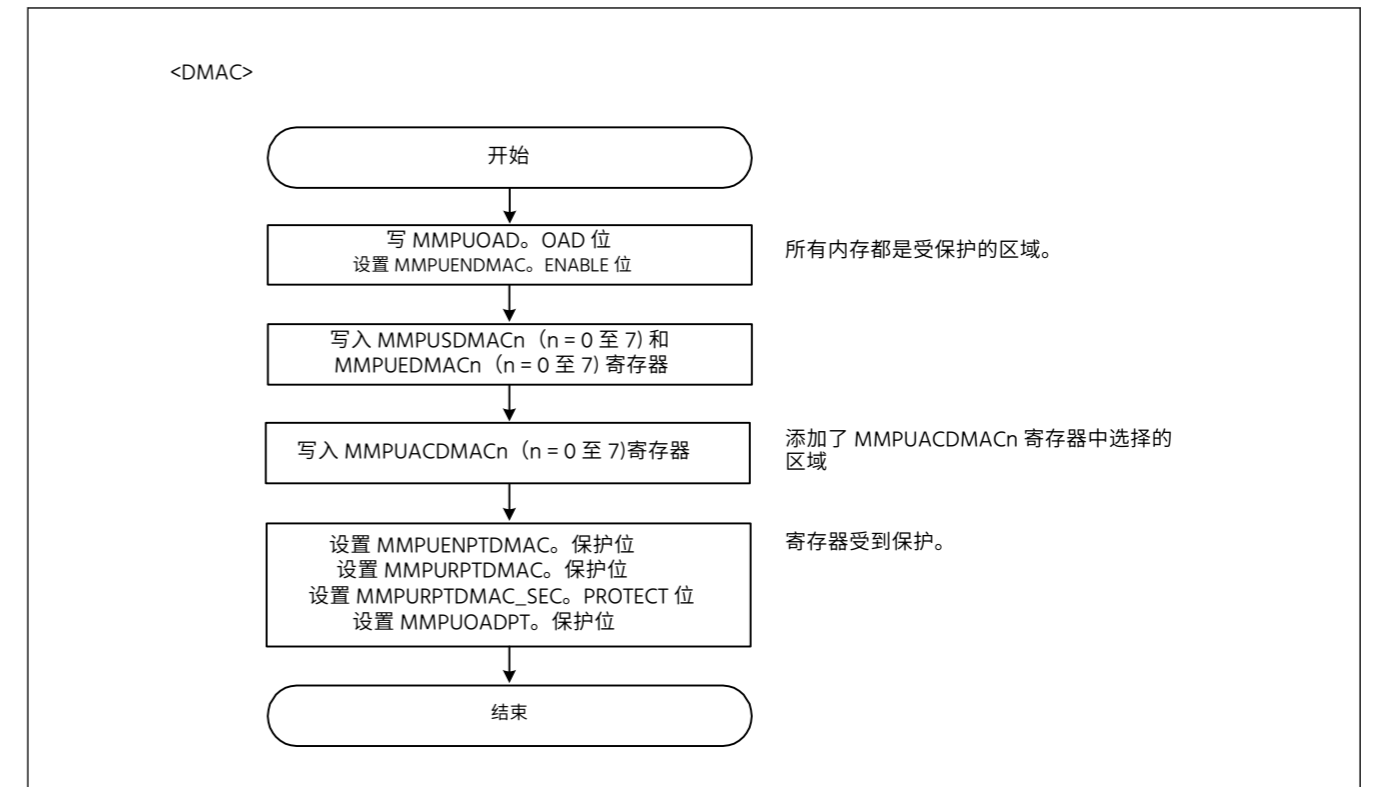 <DMAC>
开始
写 MMPUOAD。OAD 位
设置 MMPUENDMAC。ENABLE 位
所有内存都是受保护的区域。
写入 MMPUSDMACn（n = 0 至 7) 和
MMPUEDMACn（n = 0 至 7) 寄存器
写入 MMPUACDMACn（n = 0 至 7)寄存器
添加了 MMPUACDMACn 寄存器中选择的
区域
设置 MMPUENPTDMAC。保护位
设置 MMPURPTDMAC。保护位
设置 MMPURPTDMAC_SEC。PROTECT 位
设置 MMPUOADPT。保护位
寄存器受到保护。
结束